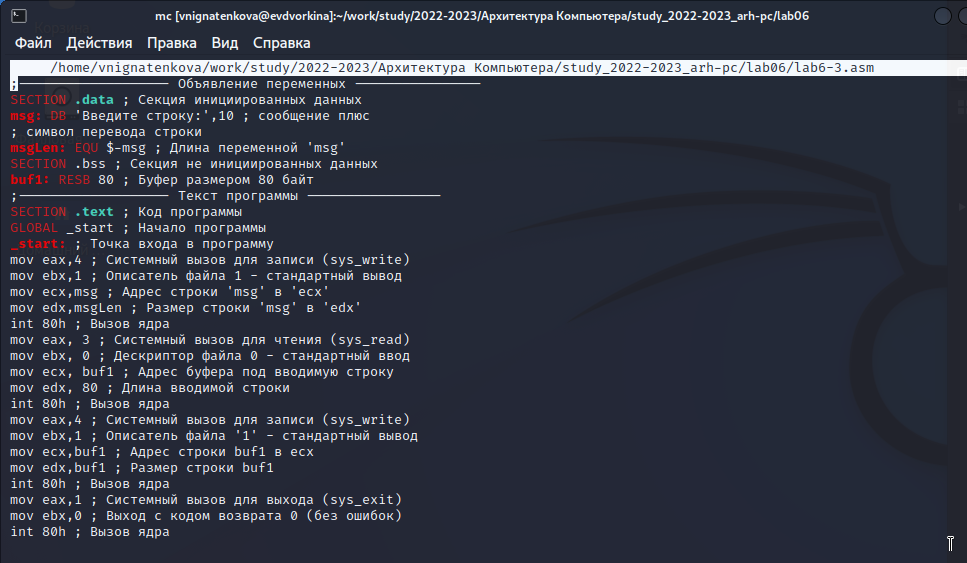 mc [vnignatenkova@evdvorkina]:~/work/study/2022-2023/Архитектура Компьютера/study_2022-2023_arh-pc/lab06
Файл Действия Правка Вид Справка
/home/vnignatenkova/work/study/2022-2023/Архитектура Компьютера/study_2022-2023_arh-pc/lab06/lab6-3.asm
;─────────────────── Объявление переменных ────────────────
SECTION .data ; Секция инициированных данных
msg: DB 'Введите строку:',10 ; сообщение плюс
; символ перевода строки
msgLen: EQU $-msg ; Длина переменной 'msg'
SECTION .bss ; Секция не инициированных данных
buf1: RESB 80 ; Буфер размером 80 байт
;─────────────────── Текст программы ─────────────────
SECTION .text ; Код программы
GLOBAL _start ; Начало программы
_start: ; Точка входа в программу
mov eax,4 ; Системный вызов для записи (sys_write)
mov ebx,1 ; Описатель файла 1 - стандартный вывод
mov ecx,msg ; Адрес строки 'msg' в 'ecx'
mov edx,msgLen ; Размер строки 'msg' в 'edx'
int 80h ; Вызов ядра
mov eax, 3 ; Системный вызов для чтения (sys_read)
mov ebx, 0 ; Дескриптор файла 0 - стандартный ввод
mov ecx, buf1 ; Адрес буфера под вводимую строку
mov edx, 80 ; Длина вводимой строки
int 80h ; Вызов ядра
mov eax,4 ; Системный вызов для записи (sys_write)
mov ebx,1 ; Описатель файла '1' - стандартный вывод
mov ecx,buf1 ; Адрес строки buf1 в ecx
mov edx,buf1 ; Размер строки buf1
int 80h ; Вызов ядра
mov eax,1 ; Системный вызов для выхода (sys_exit)
mov ebx,0 ; Выход с кодом возврата 0 (без ошибок)
int 80h ; Вызов ядра